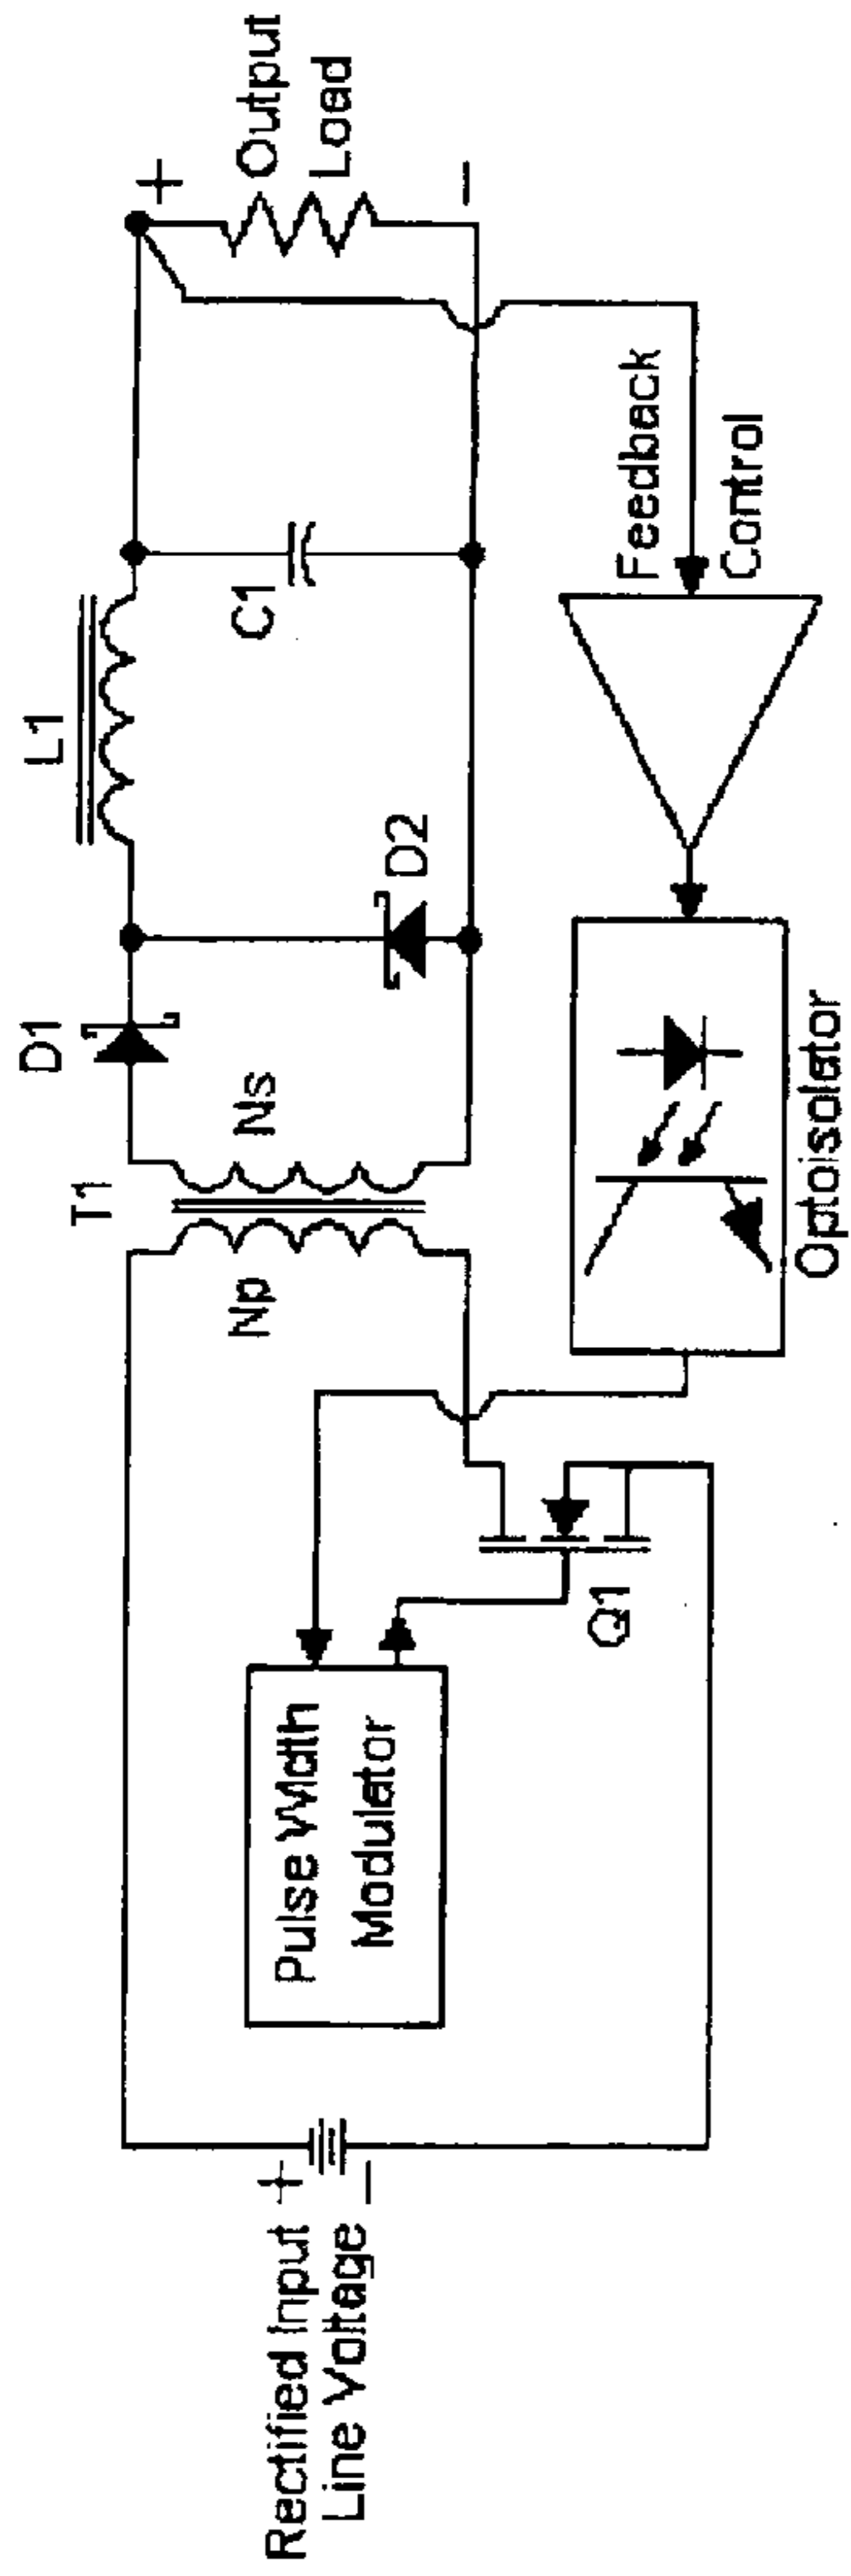 Rectified Input +
Line Voltage −
Pulse Width
Modulator
Q1
Np
T1
Ns
D1
D2
L1
C1
+
Output
Load
−
Feedback
Control
Optoisolator